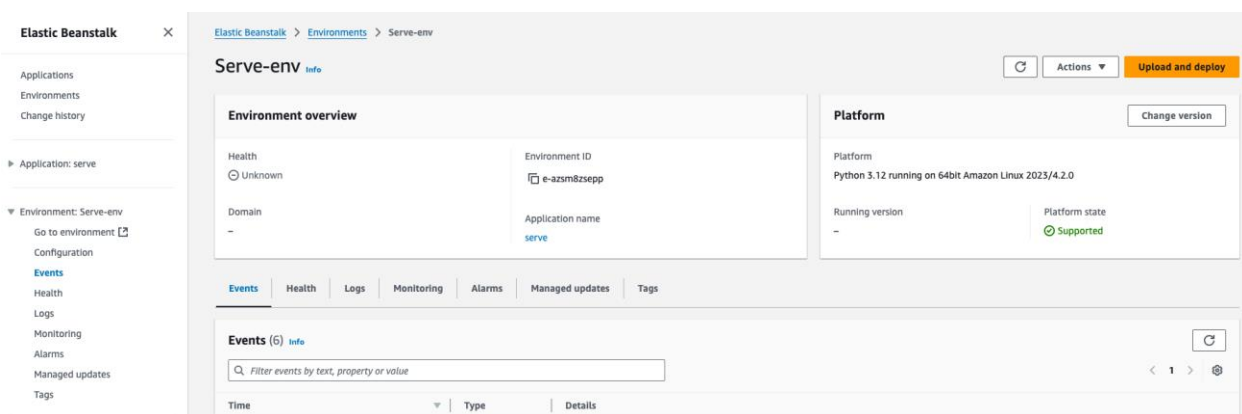 Elastic Beanstalk
Applications
Environments
Change history
Application: serve
Environment: Serve-env
Go to environment
Configuration
Events
Health
Logs
Monitoring
Alarms
Managed updates
Tags
Elastic Beanstalk > Environments > Serve-env
Serve-env Info
Actions
Upload and deploy
Environment overview
Health
Unknown
Environment ID
e-azsm8zsepp
Domain
–
Application name
serve
Platform
Change version
Platform
Python 3.12 running on 64bit Amazon Linux 2023/4.2.0
Running version
–
Platform state
Supported
Events Health Logs Monitoring Alarms Managed updates Tags
Events (6) Info
Filter events by text, property or value
< 1 >
Time Type Details